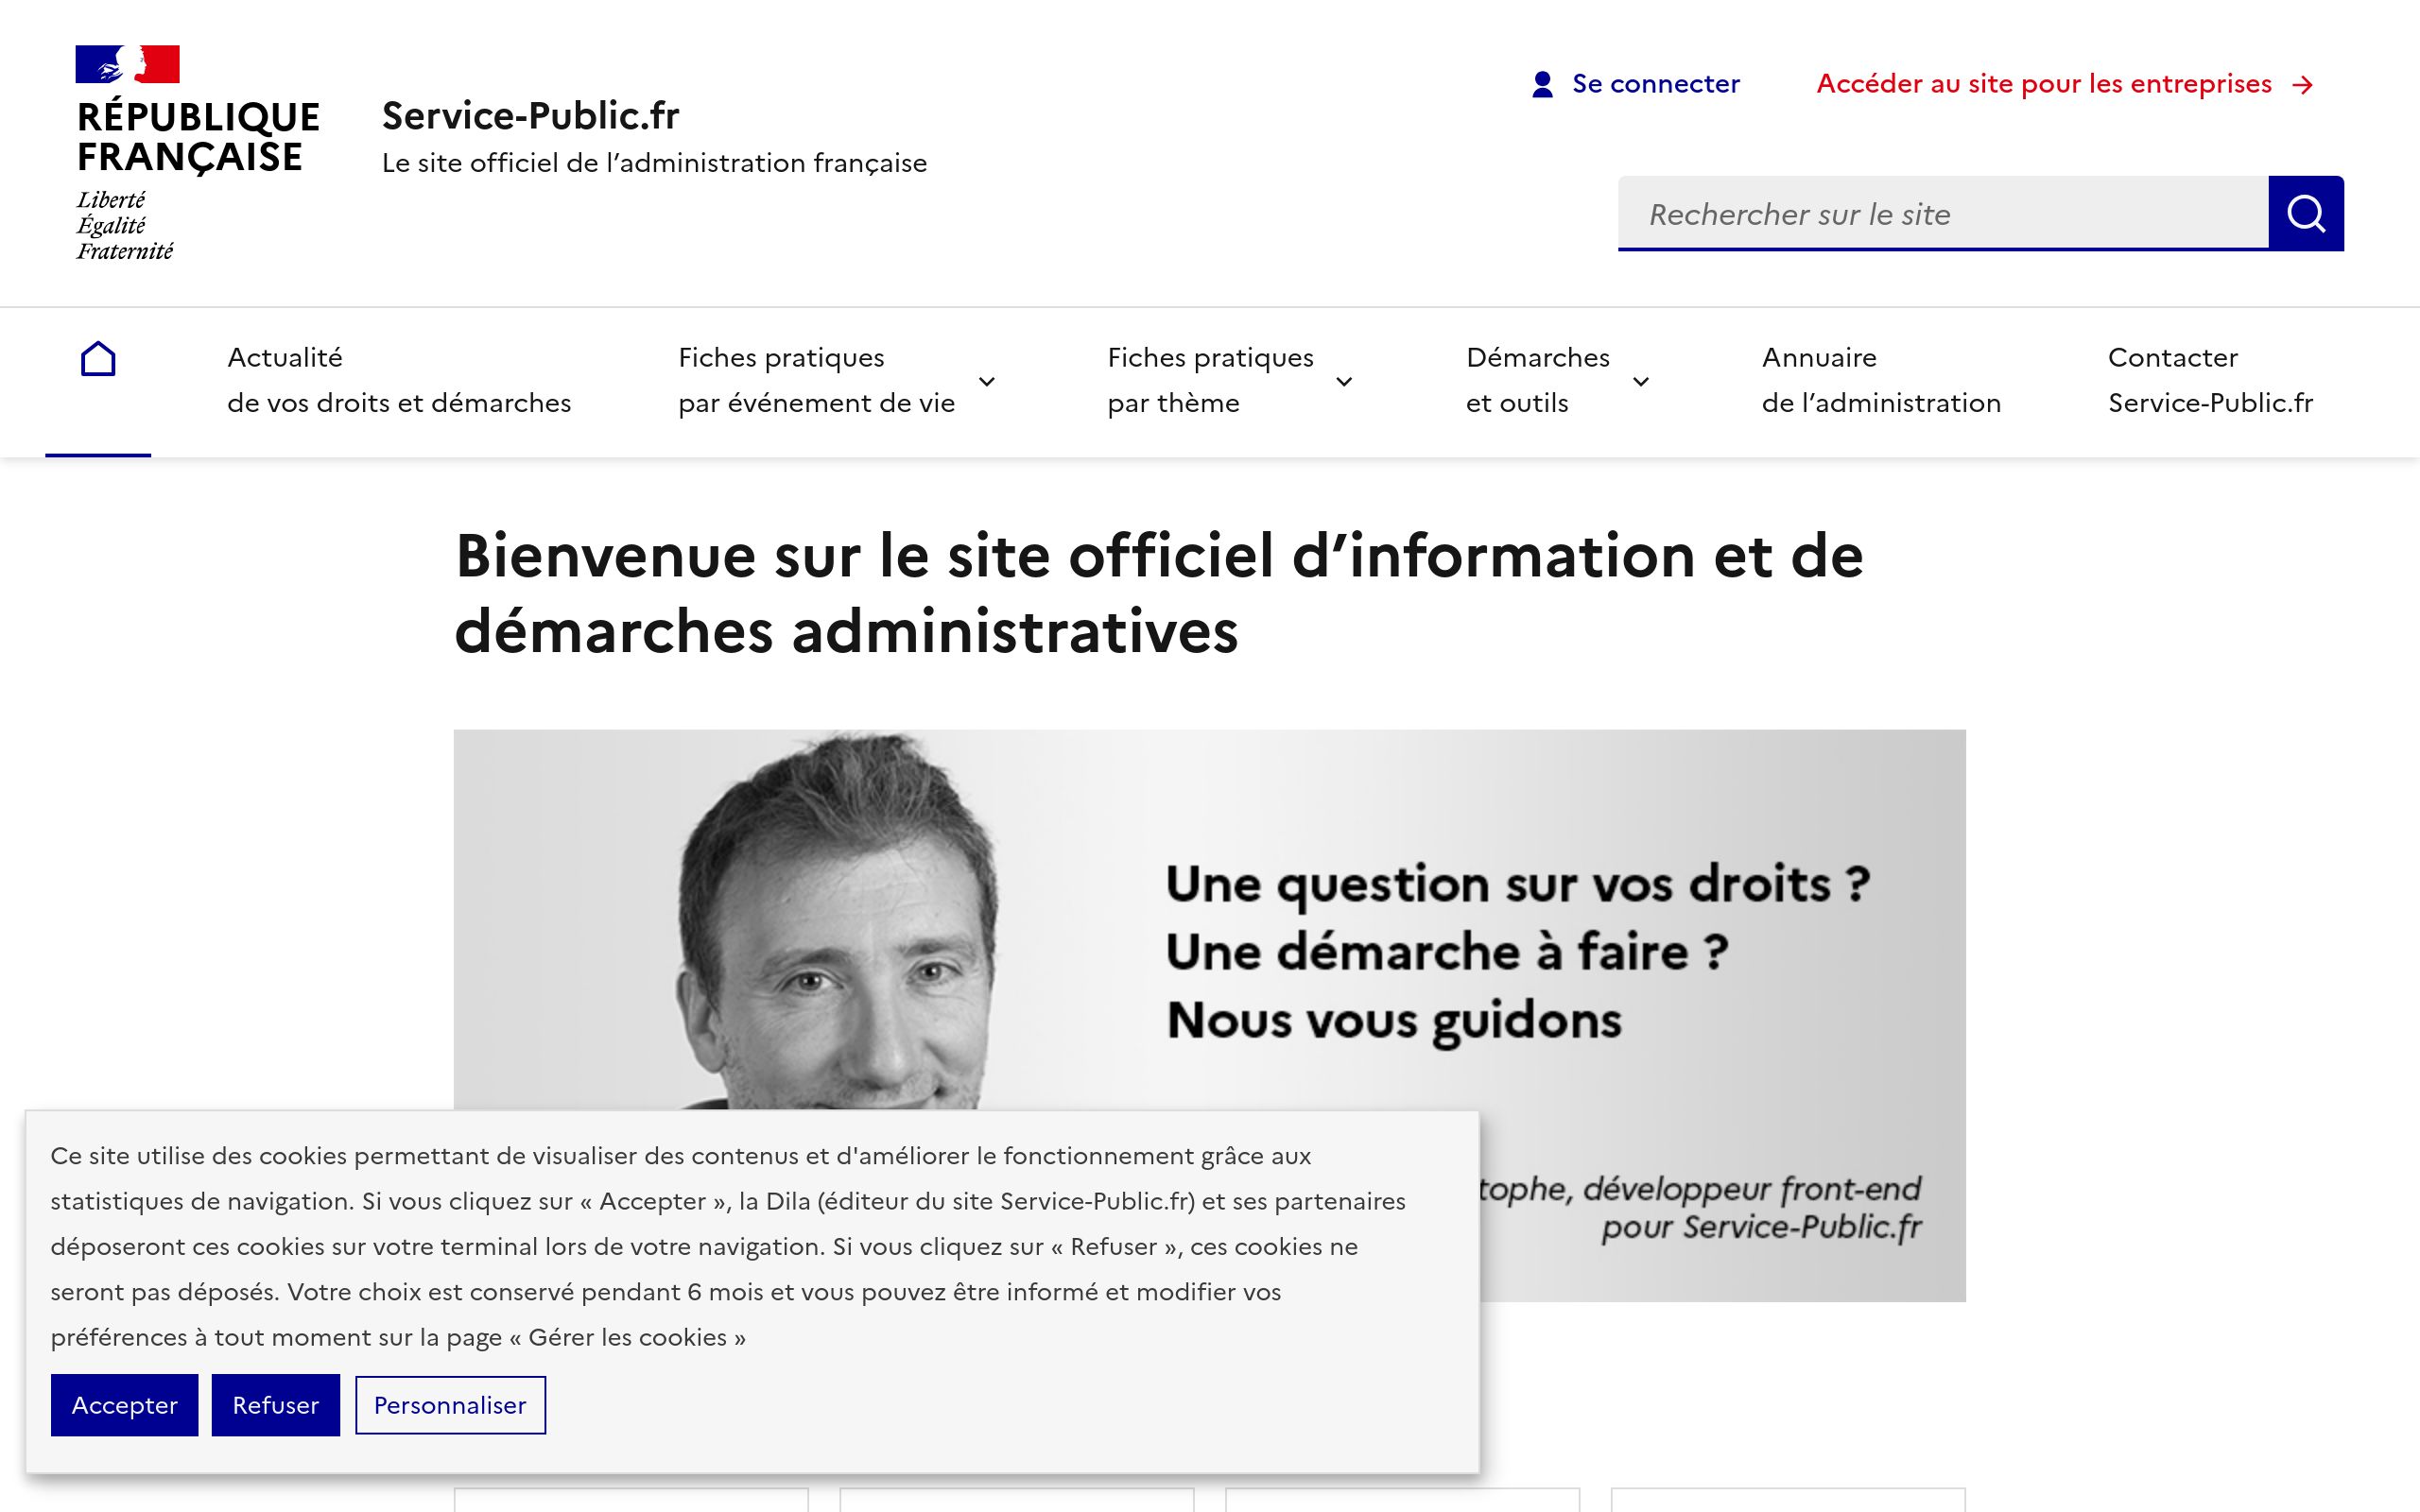 RÉPUBLIQUE
FRANÇAISE
Liberté
Égalité
Fraternité
Service-Public.fr
Le site officiel de l’administration française
Se connecter
Accéder au site pour les entreprises
Rechercher sur le site
Actualité
de vos droits et démarches
Fiches pratiques
par événement de vie
Fiches pratiques
par thème
Démarches
et outils
Annuaire
de l’administration
Contacter
Service-Public.fr
Bienvenue sur le site officiel d’information et de
démarches administratives
Une question sur vos droits ?
Une démarche à faire ?
Nous vous guidons
développeur front-end
pour Service-Public.fr
Ce site utilise des cookies permettant de visualiser des contenus et d'améliorer le fonctionnement grâce aux
statistiques de navigation. Si vous cliquez sur « Accepter », la Dila (éditeur du site Service-Public.fr) et ses partenaires
déposeront ces cookies sur votre terminal lors de votre navigation. Si vous cliquez sur « Refuser », ces cookies ne
seront pas déposés. Votre choix est conservé pendant 6 mois et vous pouvez être informé et modifier vos
préférences à tout moment sur la page « Gérer les cookies »
Accepter
Refuser
Personnaliser